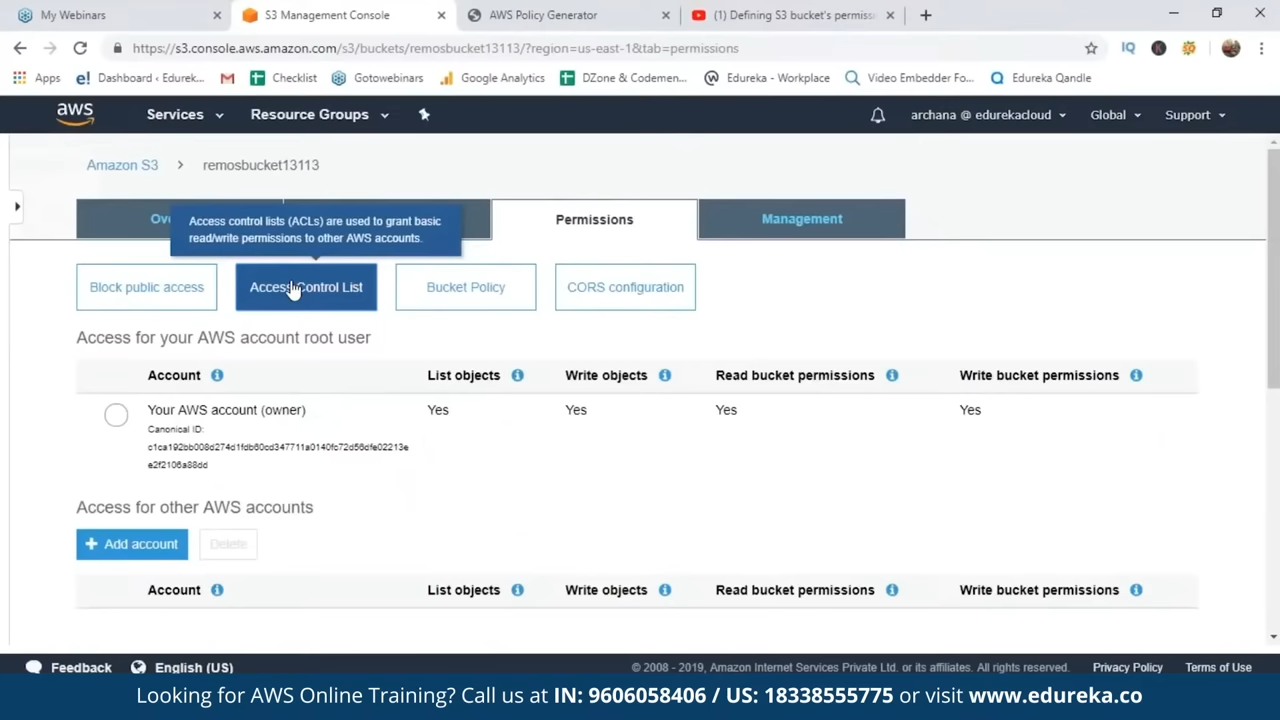 My Webinars
S3 Management Console
AWS Policy Generator
(1) Defining S3 bucket's permiss
https://s3.console.aws.amazon.com/s3/buckets/remosbucket13113/?region=us-east-1&tab=permissions
IQ
Apps
e! Dashboard ‹ Edurek...
Checklist
Gotowebinars
Google Analytics
DZone & Codemen...
Edureka - Workplace
Video Embedder Fo...
Edureka Qandle
aws
Services
Resource Groups
archana @ edurekacloud
Global
Support
Amazon S3
remosbucket13113
Ov
Access control lists (ACLs) are used to grant basic
read/write permissions to other AWS accounts.
Permissions
Management
Block public access
Access Control List
Bucket Policy
CORS configuration
Access for your AWS account root user
Account
List objects
Write objects
Read bucket permissions
Write bucket permissions
Your AWS account (owner)
Yes
Yes
Yes
Yes
Canonical ID:
Access for other AWS accounts
+ Add account
Delete
Account
List objects
Write objects
Read bucket permissions
Write bucket permissions
Feedback
English (US)
© 2008 - 2019, Amazon Internet Services Private Ltd. or its affiliates. All rights reserved.
Privacy Policy
Terms of Use
Looking for AWS Online Training? Call us at IN: 9606058406 / US: 18338555775 or visit www.edureka.co